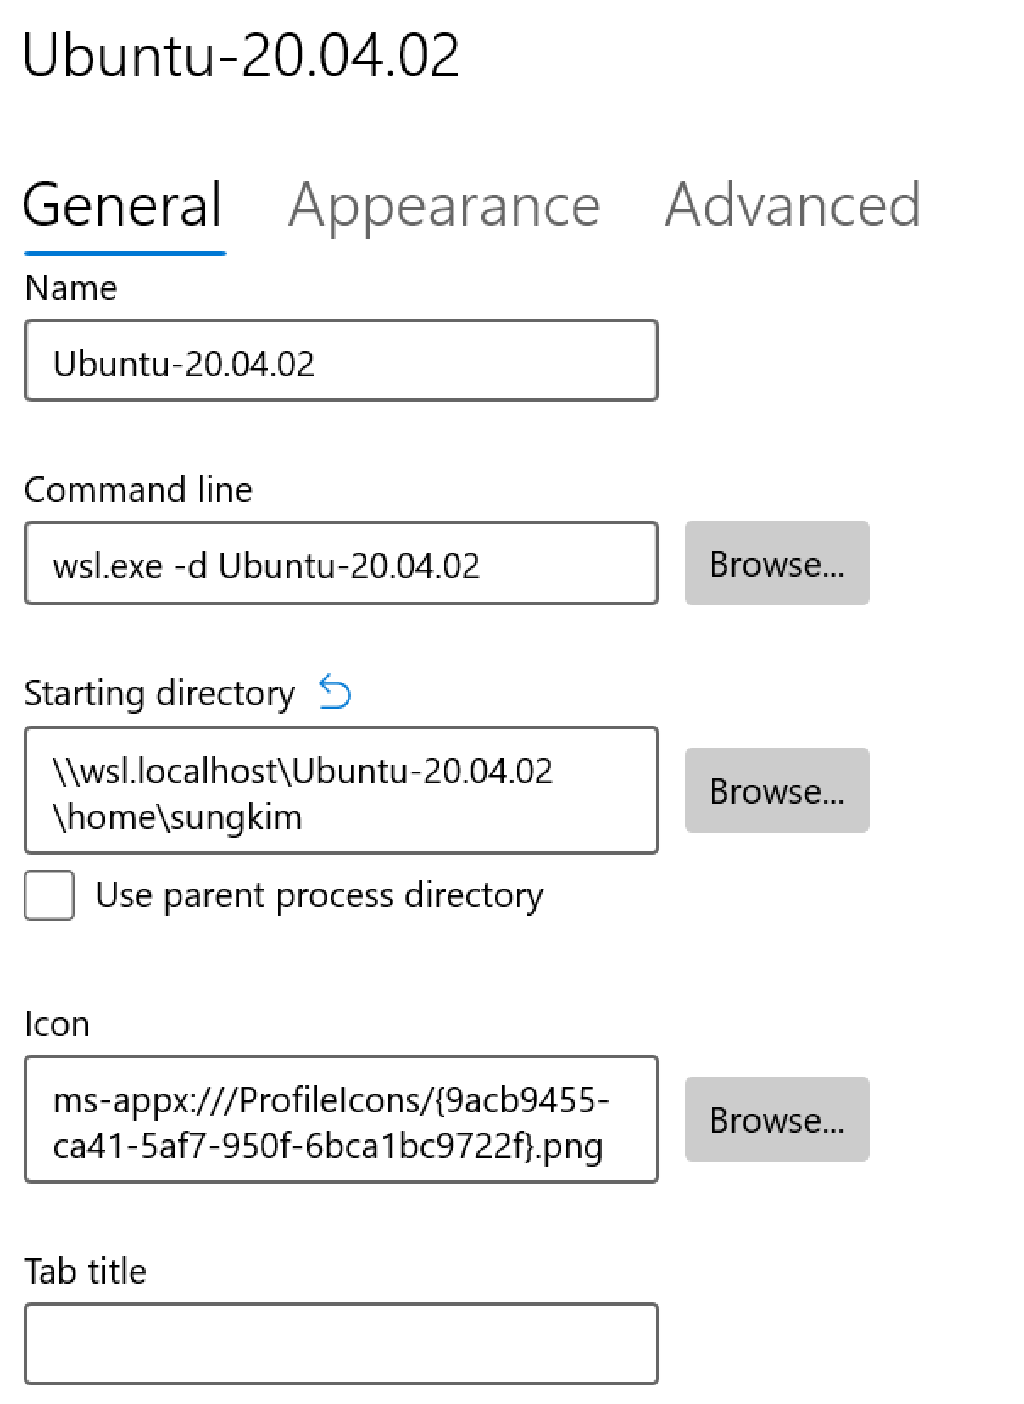 Ubuntu-20.04.02
General Appearance Advanced
Name
Ubuntu-20.04.02
Command line
wsl.exe -d Ubuntu-20.04.02
Browse...
Starting directory
\\wsl.localhost\Ubuntu-20.04.02
\home\sungkim
Browse...
Use parent process directory
Icon
ms-appx:///ProfileIcons/{9acb9455-
ca41-5af7-950f-6bca1bc9722f}.png
Browse...
Tab title